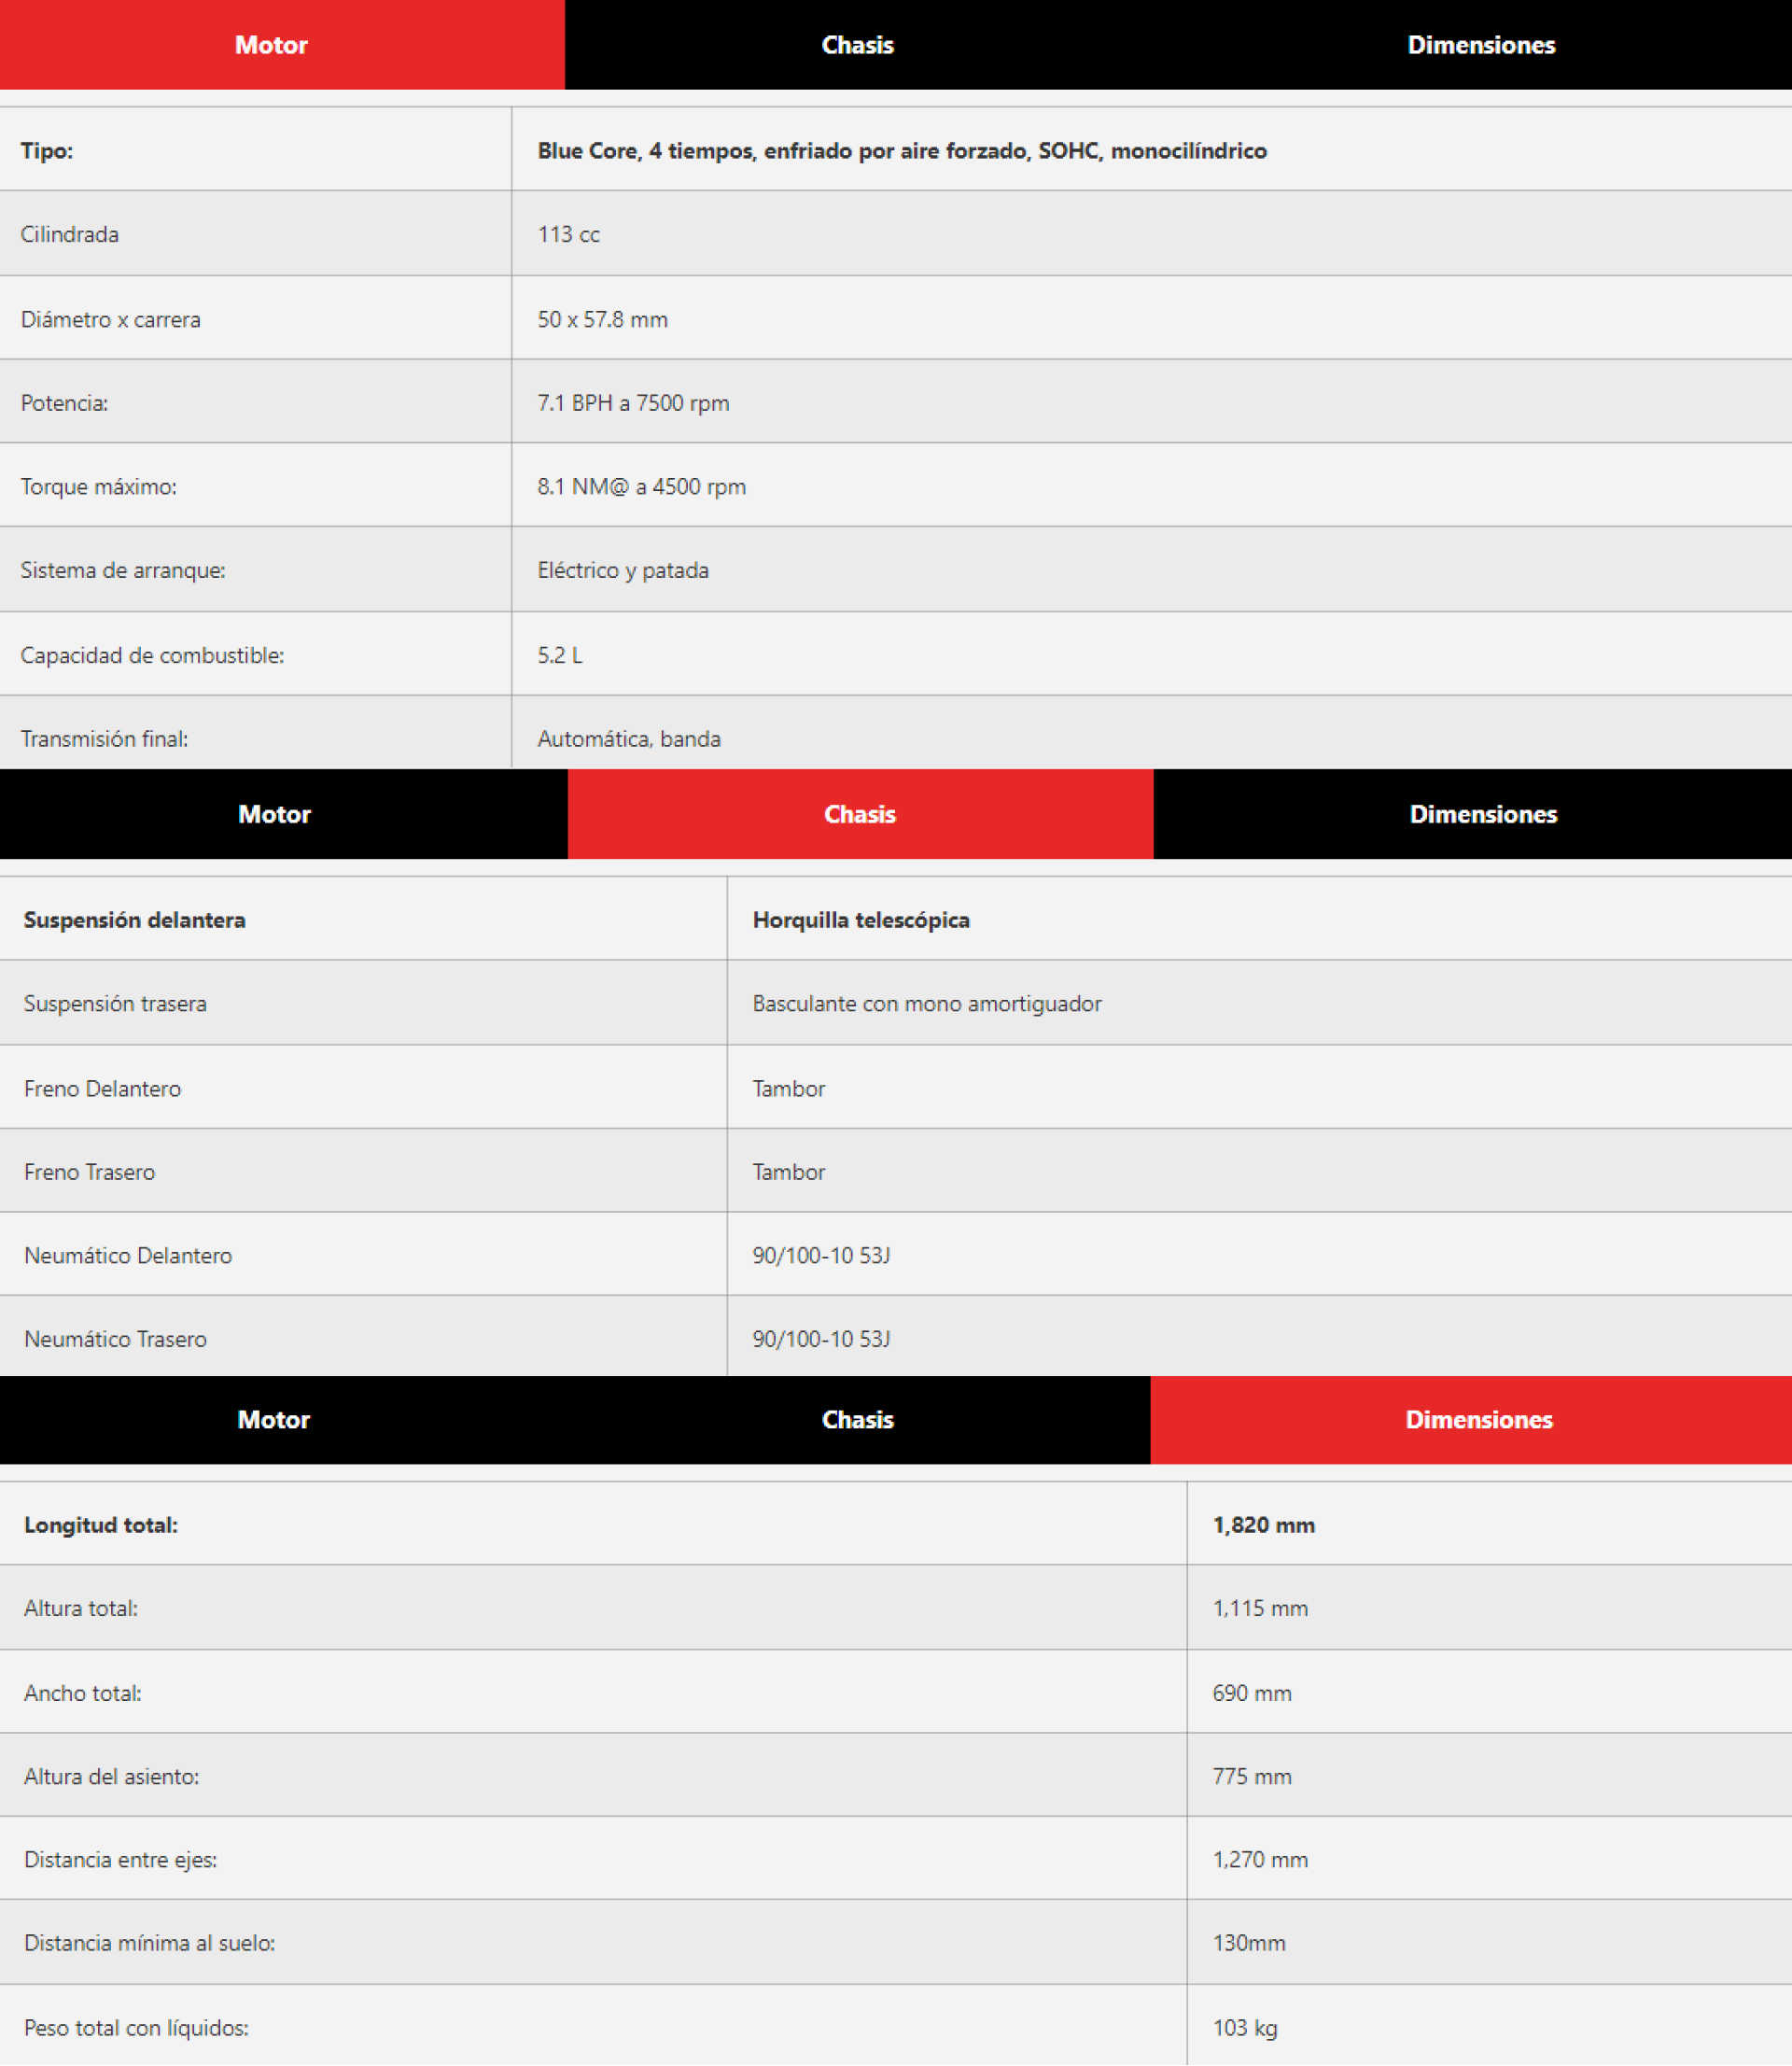 Motor Chasis Dimensiones
Tipo: Blue Core, 4 tiempos, enfriado por aire forzado, SOHC, monocilíndrico
Cilindrada 113 cc
Diámetro x carrera 50 x 57.8 mm
Potencia: 7.1 BPH a 7500 rpm
Torque máximo: 8.1 NM@ a 4500 rpm
Sistema de arranque: Eléctrico y patada
Capacidad de combustible: 5.2 L
Transmisión final: Automática, banda
Motor Chasis Dimensiones
Suspensión delantera Horquilla telescópica
Suspensión trasera Basculante con mono amortiguador
Freno Delantero Tambor
Freno Trasero Tambor
Neumático Delantero 90/100-10 53J
Neumático Trasero 90/100-10 53J
Motor Chasis Dimensiones
Longitud total: 1,820 mm
Altura total: 1,115 mm
Ancho total: 690 mm
Altura del asiento: 775 mm
Distancia entre ejes: 1,270 mm
Distancia mínima al suelo: 130mm
Peso total con líquidos: 103 kg